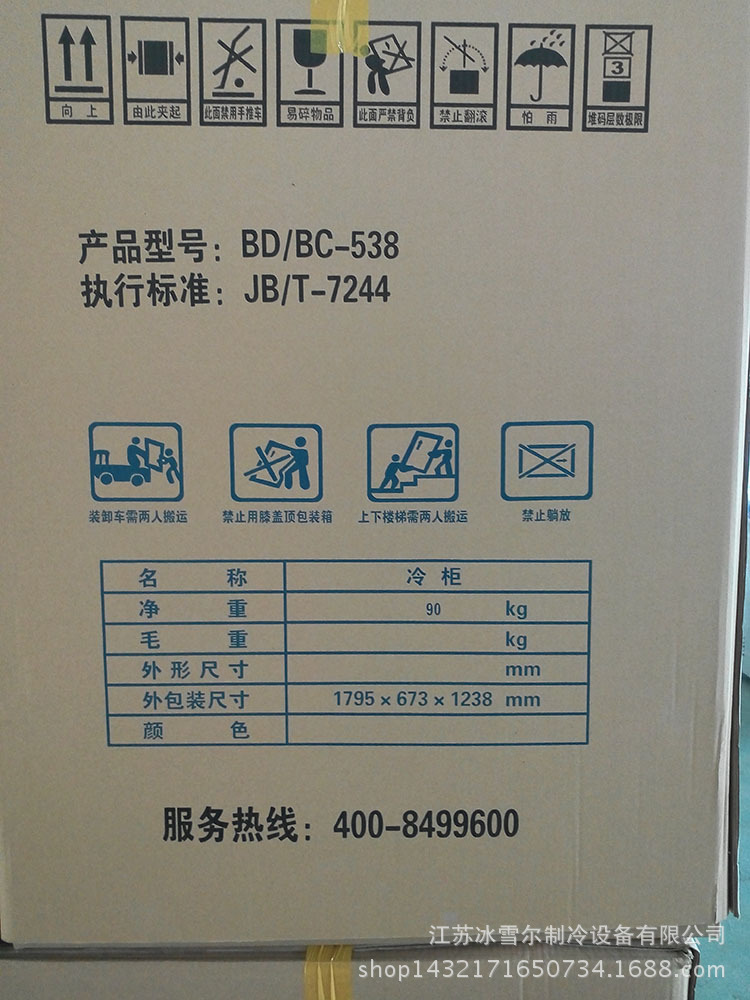 向 上
由此夹起
此面禁用手推车
易碎物品
此面严禁背负
禁止翻滚
怕 雨
3
堆码层数极限
产品型号：BD/BC-538
执行标准：JB/T-7244
装卸车需两人搬运
禁止用膝盖顶包装箱
上下楼梯需两人搬运
禁止躺放
名 称 冷 柜
净 重 90 kg
毛 重 kg
外形尺寸 mm
外包装尺寸 1795×673×1238 mm
颜 色
服务热线：400-8499600
江苏冰雪尔制冷设备有限公司
shop1432171650734.1688.com